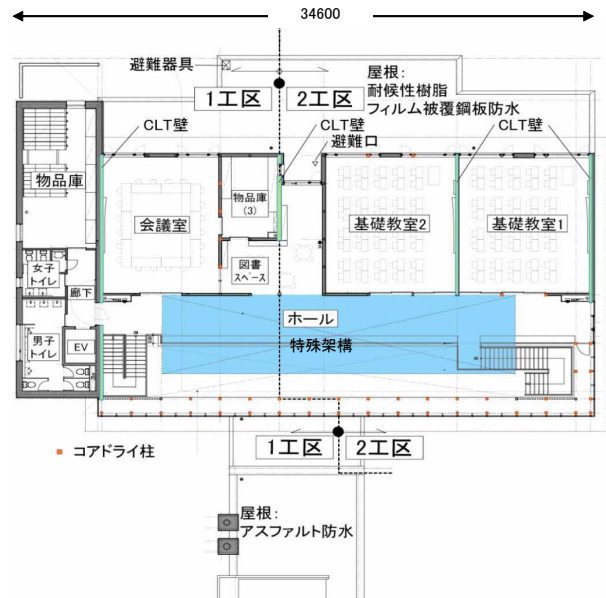 34600
避難器具
屋根：
耐候性樹脂
フィルム被覆鋼板防水
1工区
2工区
CLT壁
CLT壁
CLT壁
避難口
物品庫
会議室
物品庫
(3)
基礎教室2
基礎教室1
図書
スペース
女子
トイレ
廊下
ホール
特殊架構
男子
トイレ
EV
1工区
2工区
コアドライ柱
屋根：
アスファルト防水